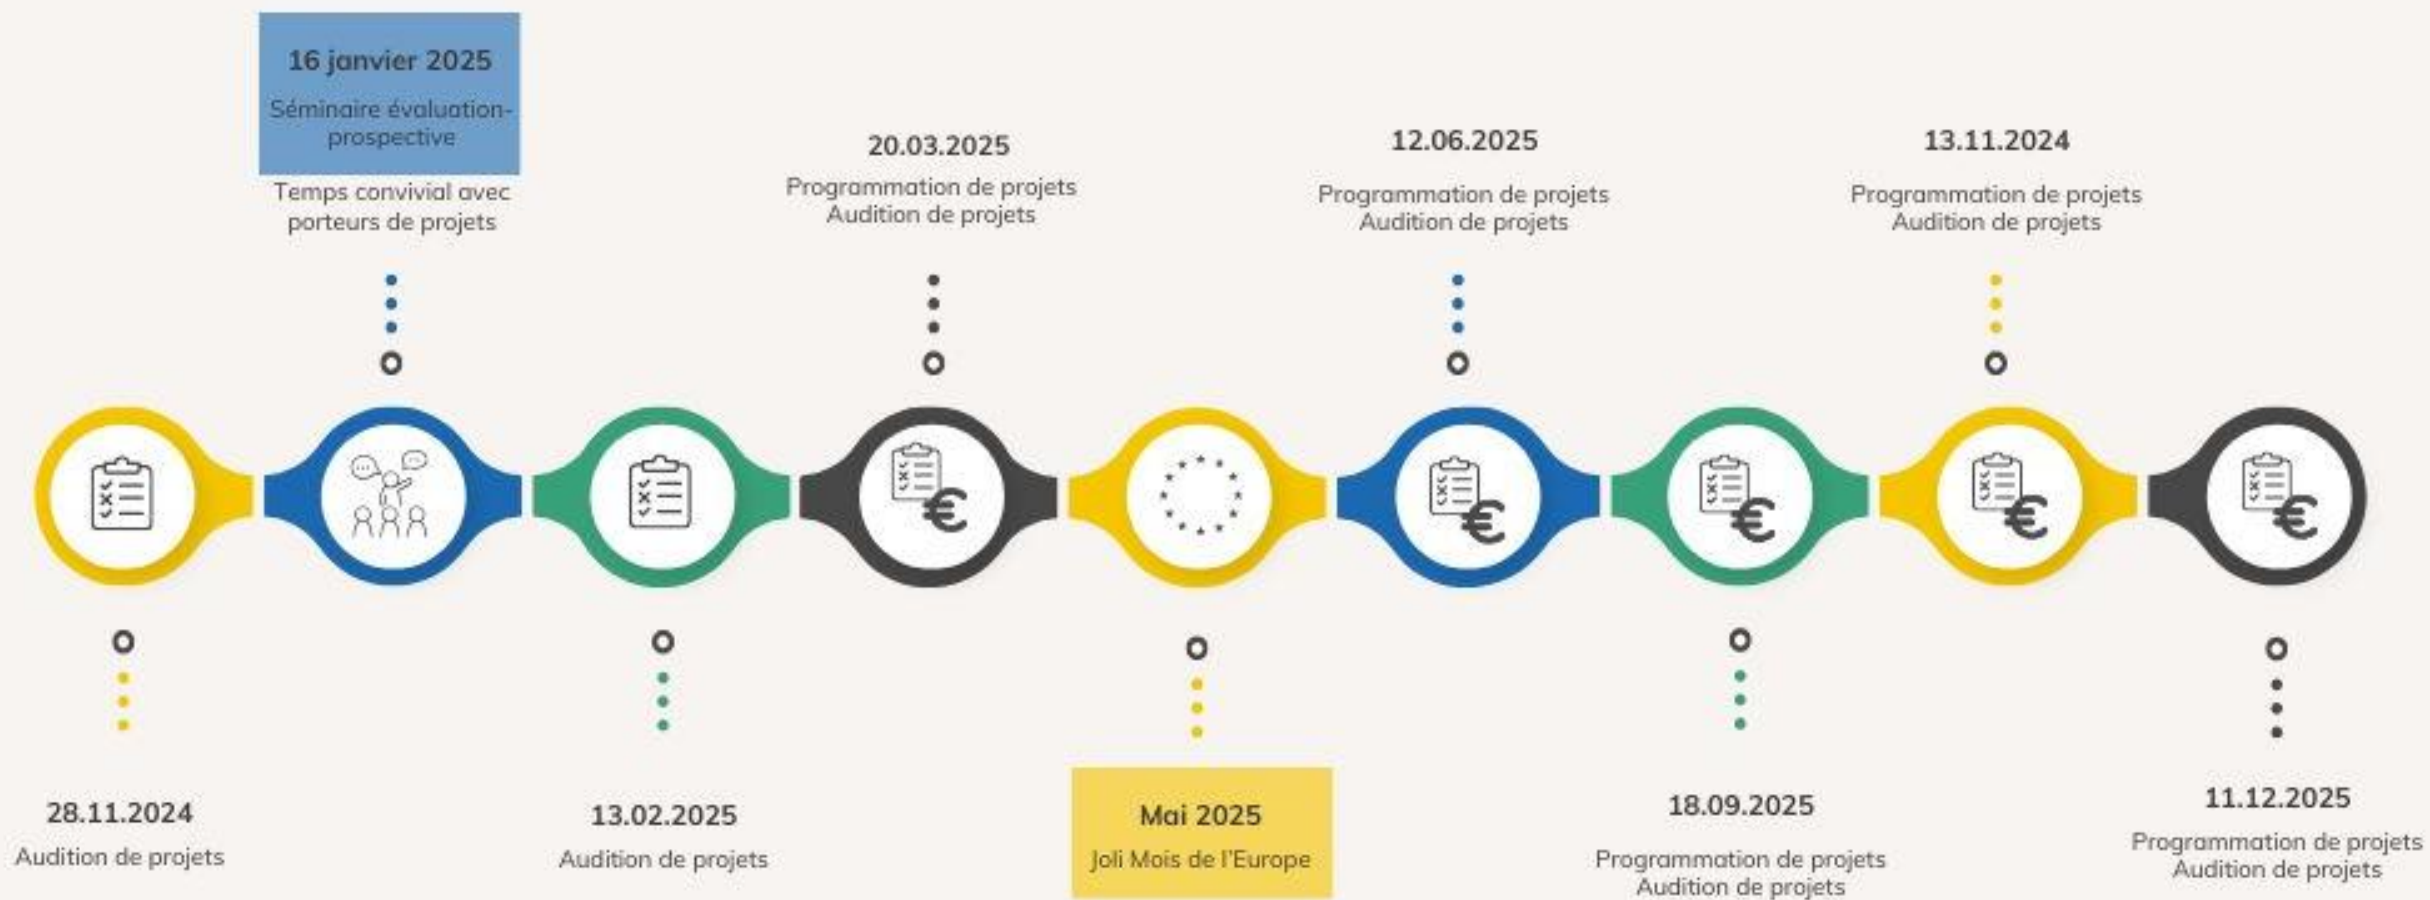 16 janvier 2025
Séminaire évaluation-
prospective
Temps convivial avec
porteurs de projets
20.03.2025
Programmation de projets
Audition de projets
12.06.2025
Programmation de projets
Audition de projets
13.11.2024
Programmation de projets
Audition de projets
28.11.2024
Audition de projets
13.02.2025
Audition de projets
Mai 2025
Joli Mois de l'Europe
18.09.2025
Programmation de projets
Audition de projets
11.12.2025
Programmation de projets
Audition de projets